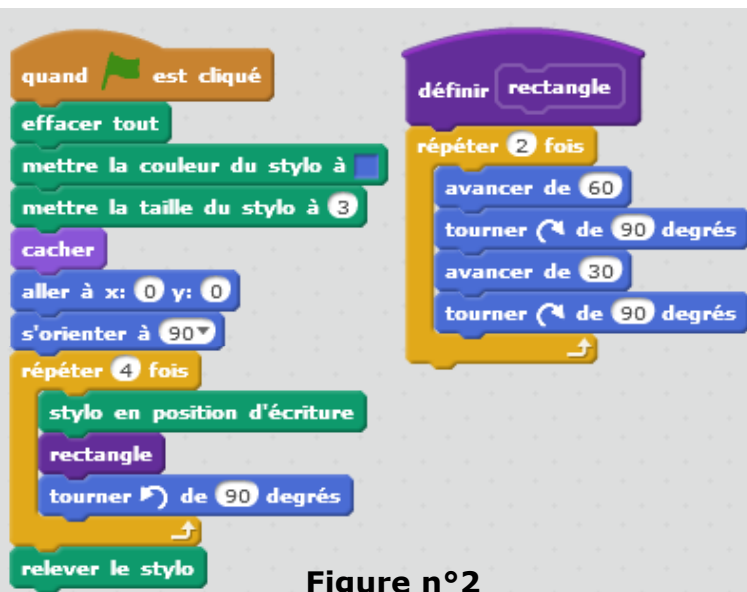 quand est cliqué
effacer tout
mettre la couleur du stylo à
mettre la taille du stylo à 3
cacher
aller à x: 0 y: 0
s'orienter à 90
répéter 4 fois
stylo en position d'écriture
rectangle
tourner de 90 degrés
relever le stylo
définir rectangle
répéter 2 fois
avancer de 60
tourner de 90 degrés
avancer de 30
tourner de 90 degrés
Figure n°2